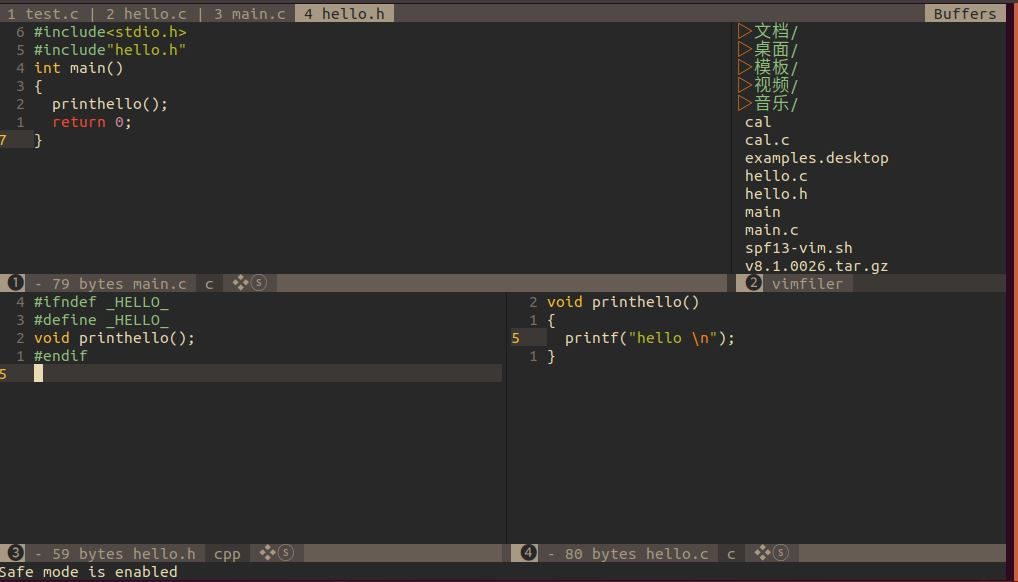 1 test.c | 2 hello.c | 3 main.c  4 hello.h  Buffers
6 #include<stdio.h>
5 #include"hello.h"
4 int main()
3 {
2   printhello();
1   return 0;
7 }
▷文档/
▷桌面/
▷模板/
▷视频/
▷音乐/
cal
cal.c
examples.desktop
hello.c
hello.h
main
main.c
spf13-vim.sh
v8.1.0026.tar.gz
❶ - 79 bytes main.c  c  ❖ⓢ
❷ vimfiler
4 #ifndef _HELLO_
3 #define _HELLO_
2 void printhello();
1 #endif
5
2 void printhello()
1 {
5   printf("hello \n");
1 }
❸ - 59 bytes hello.h  cpp  ❖ⓢ
❹ - 80 bytes hello.c  c  ❖ⓢ
Safe mode is enabled